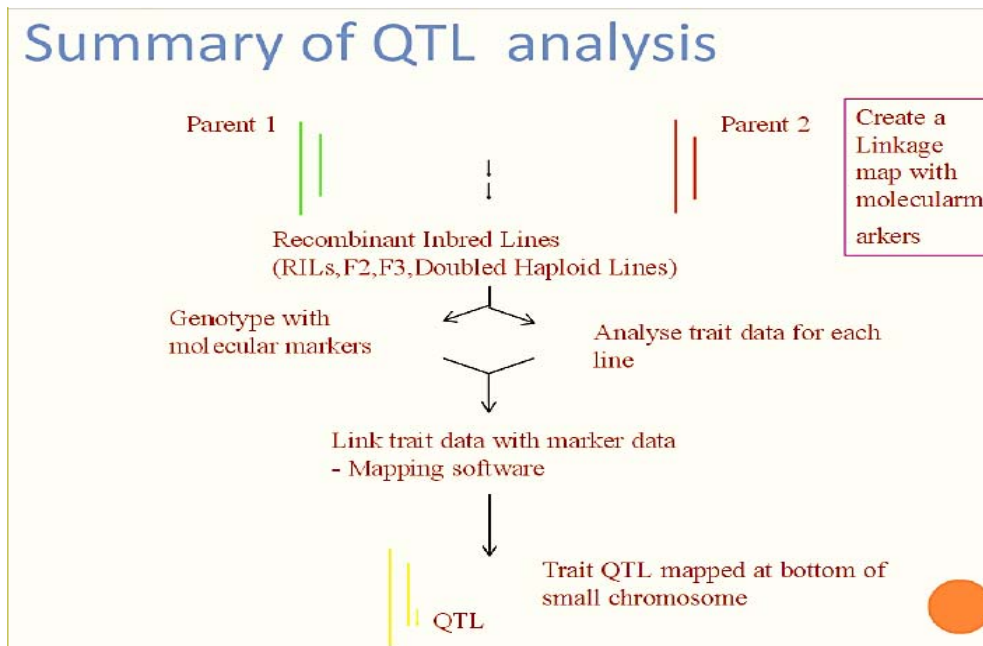 Summary of QTL analysis
Parent 1
Parent 2
Create a
Linkage
map with
molecularm
arkers
Recombinant Inbred Lines
(RILs,F2,F3,Doubled Haploid Lines)
Genotype with
molecular markers
Analyse trait data for each
line
Link trait data with marker data
- Mapping software
Trait QTL mapped at bottom of
small chromosome
QTL